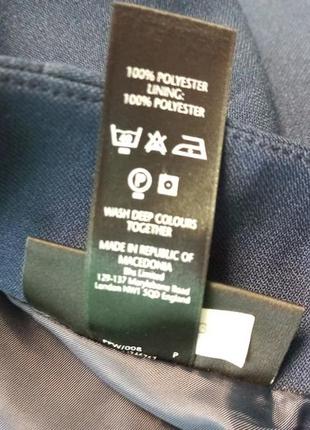 100% POLYESTER
LINING:
100% POLYESTER
P
WASH DEEP COLOURS
TOGETHER
MADE IN REPUBLIC OF
MACEDONIA
Bhs Limited
129-137 Marylebone Road
London NW1 5QD England
P